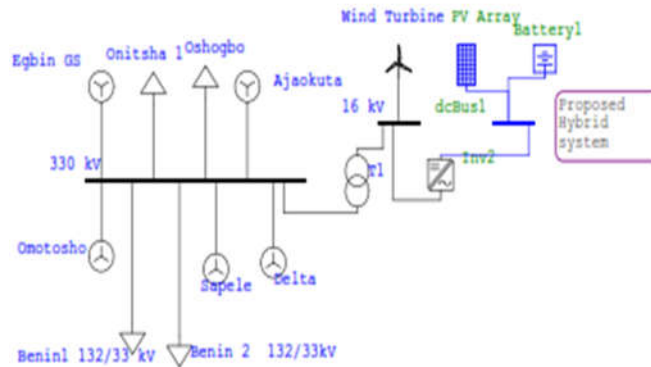 Wind Turbine PV Array
Battery1
Egbin GS
Onitsha 1
Oshogbo
Ajaokuta
16 kV
dcBus1
Proposed
Hybrid
system
330 kV
T1
Inv2
Omotosho
Sapele
Delta
Benin1 132/33 kV
Benin 2 132/33kV